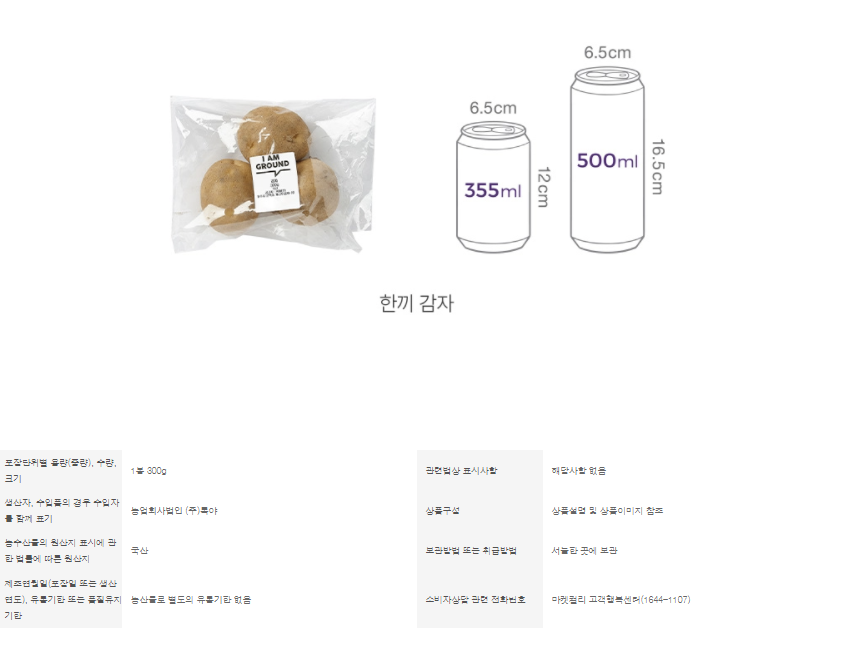 6.5cm
6.5cm
I AM
GROUND
감자
300g
355ml
12cm
500ml
16.5cm
한끼 감자
포장단위별 용량(중량), 수량,
크기
1봉 300g
관련법상 표시사항
해당사항 없음
생산자, 수입품의 경우 수입자
를 함께 표기
농업회사법인 (주)록야
상품구성
상품설명 및 상품이미지 참조
농수산물의 원산지 표시에 관
한 법률에 따른 원산지
국산
보관방법 또는 취급방법
서늘한 곳에 보관
제조연월일(포장일 또는 생산
연도), 유통기한 또는 품질유지
기한
농산물로 별도의 유통기한 없음
소비자상담 관련 전화번호
마켓컬리 고객행복센터(1644-1107)